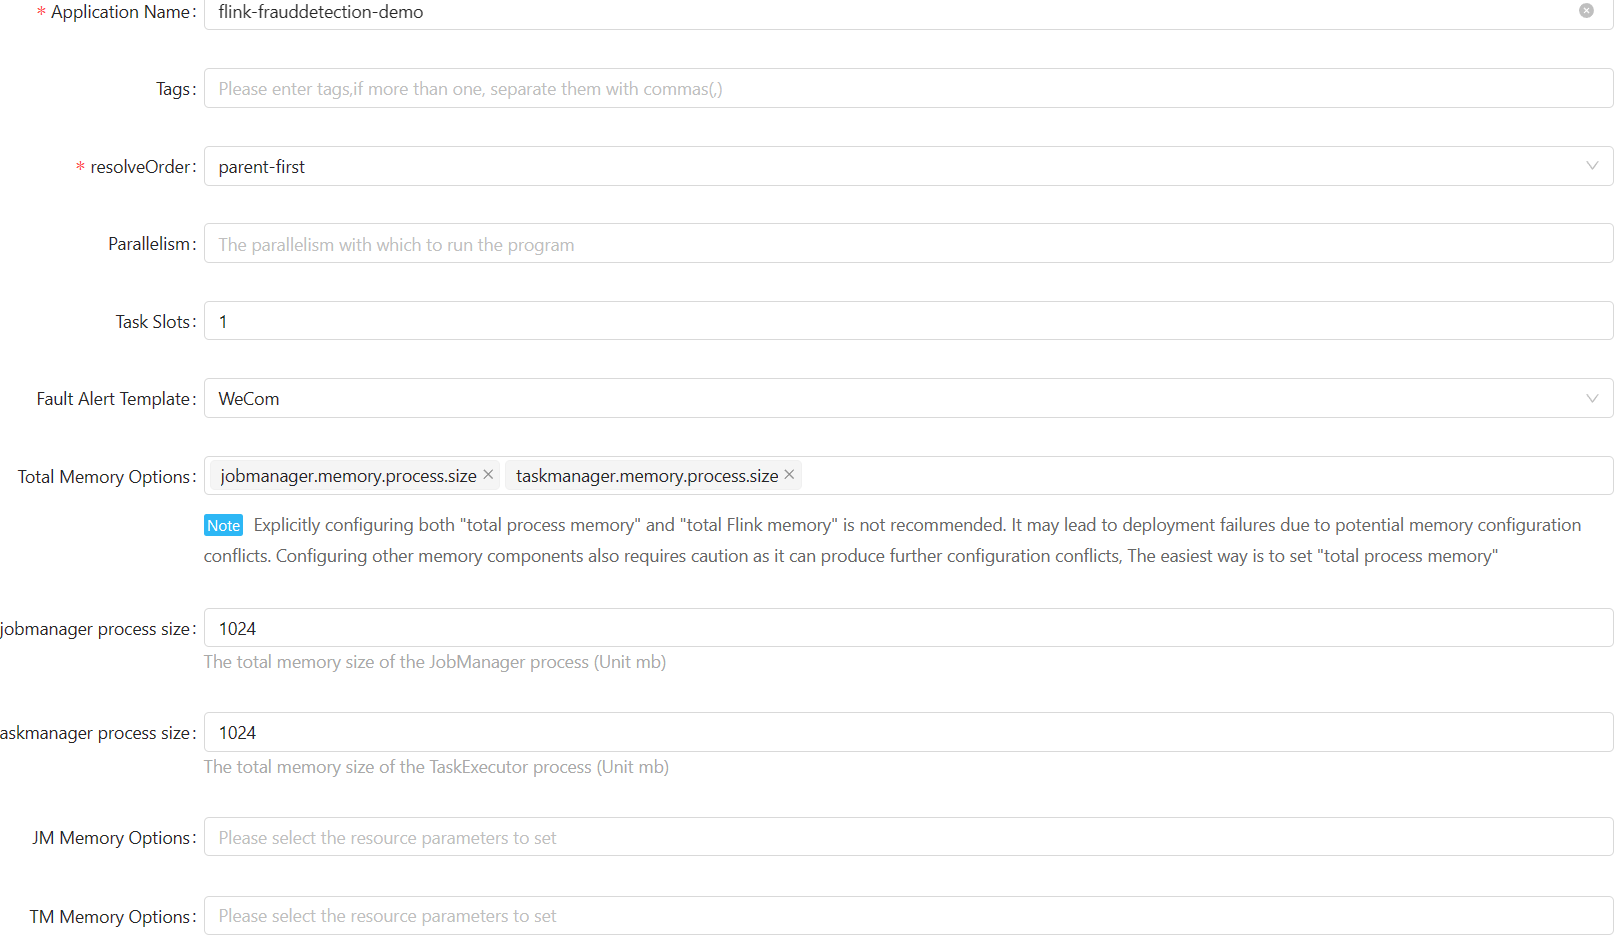 * Application Name: flink-frauddetection-demo
Tags: Please enter tags,if more than one, separate them with commas(,)
* resolveOrder: parent-first
Parallelism: The parallelism with which to run the program
Task Slots: 1
Fault Alert Template: WeCom
Total Memory Options: jobmanager.memory.process.size × taskmanager.memory.process.size ×
Note Explicitly configuring both "total process memory" and "total Flink memory" is not recommended. It may lead to deployment failures due to potential memory configuration
conflicts. Configuring other memory components also requires caution as it can produce further configuration conflicts, The easiest way is to set "total process memory"
jobmanager process size: 1024
The total memory size of the JobManager process (Unit mb)
askmanager process size: 1024
The total memory size of the TaskExecutor process (Unit mb)
JM Memory Options: Please select the resource parameters to set
TM Memory Options: Please select the resource parameters to set